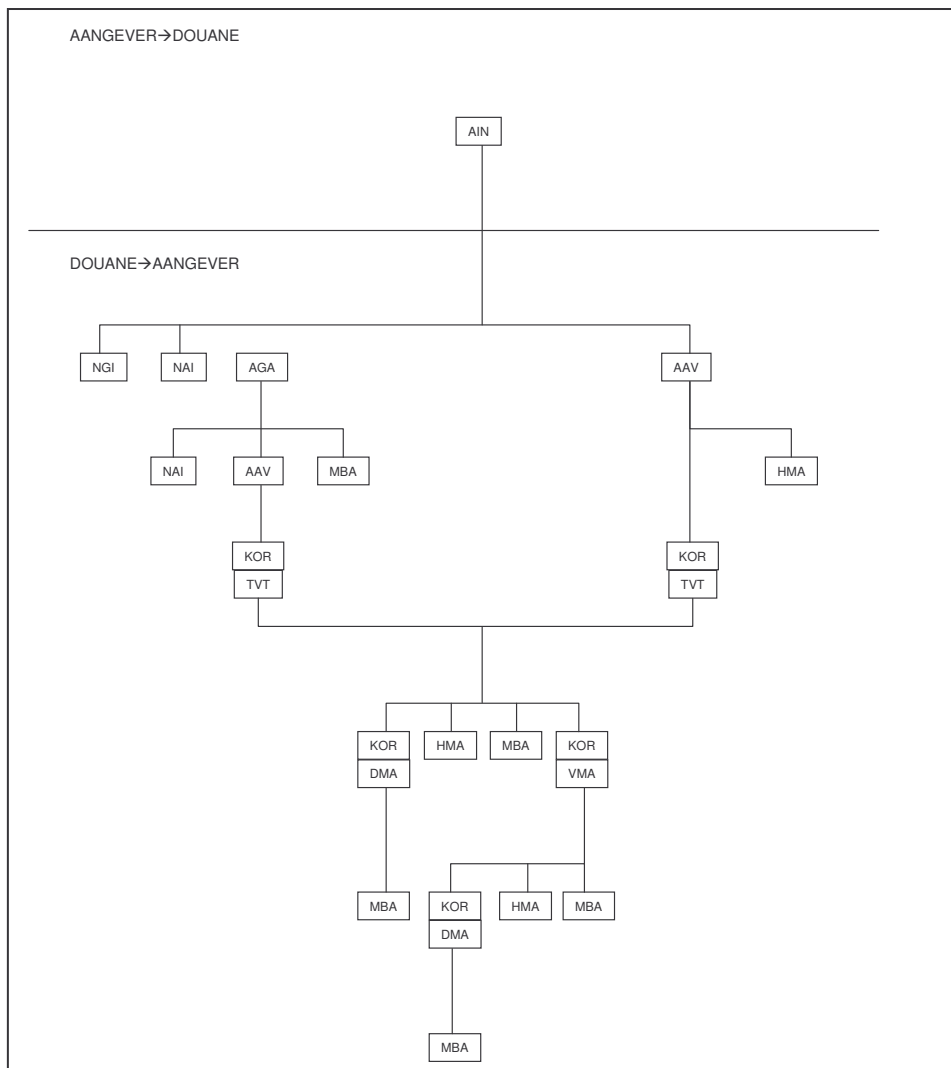 AANGEVER→DOUANE
AIN
DOUANE→AANGEVER
NGI NAI AGA AAV
NAI AAV MBA HMA
KOR KOR
TVT TVT
KOR HMA MBA KOR
DMA VMA
MBA KOR HMA MBA
DMA
MBA